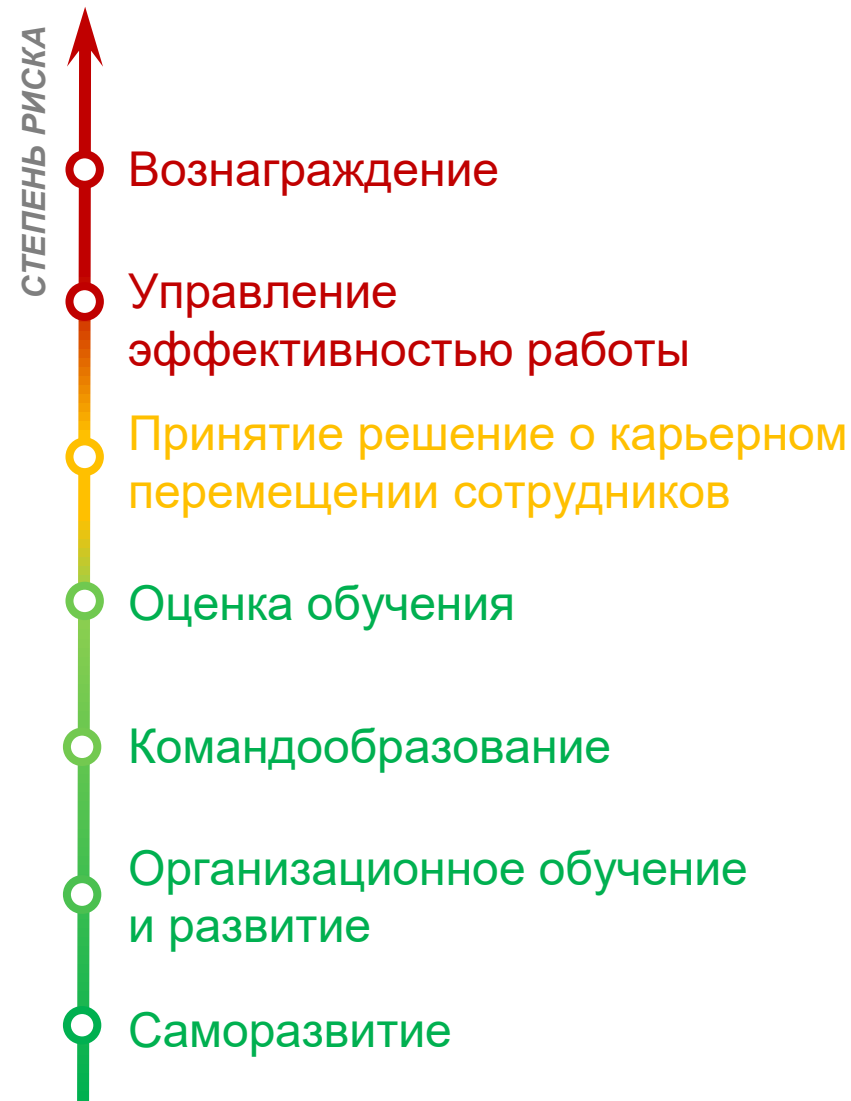 СТЕПЕНЬ РИСКА
Вознаграждение
Управление
эффективностью работы
Принятие решение о карьерном
перемещении сотрудников
Оценка обучения
Командообразование
Организационное обучение
и развитие
Саморазвитие